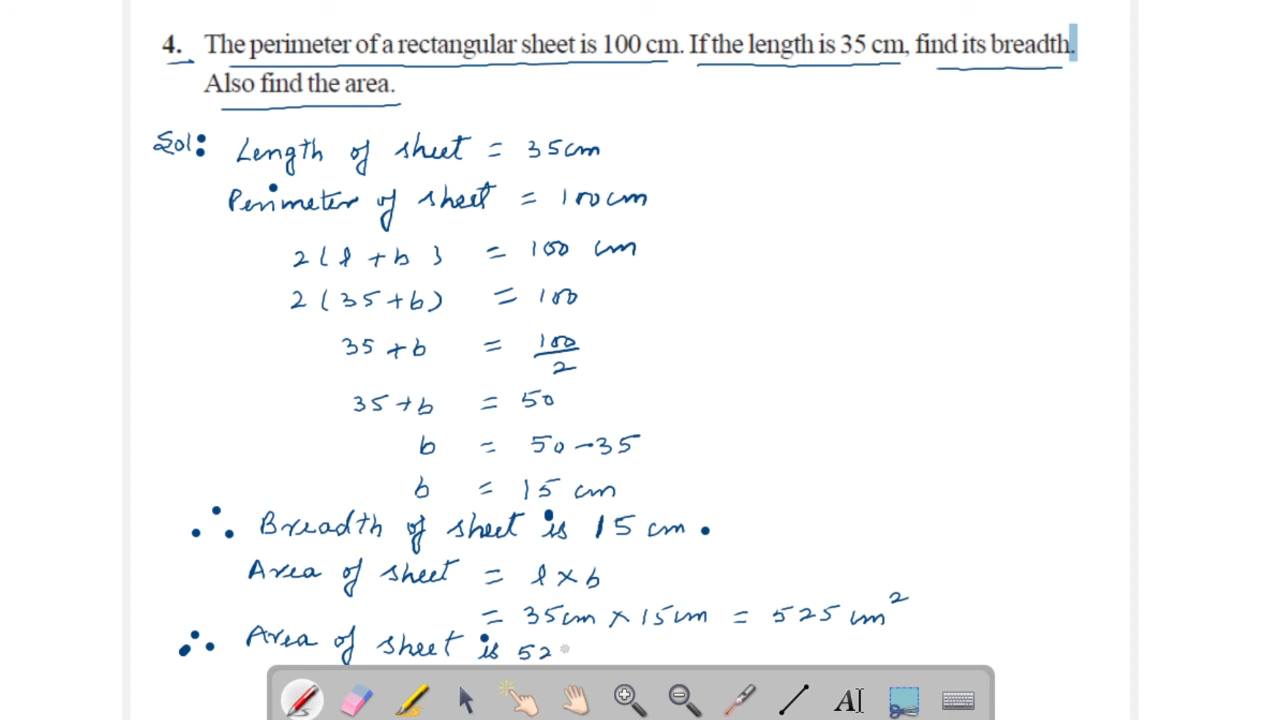 4. The perimeter of a rectangular sheet is 100 cm. If the length is 35 cm, find its breadth.
Also find the area.
Sol: Length of sheet = 35cm
Perimeter of sheet = 100cm
2(l+b) = 100 cm
2(35+b) = 100
35+b = 100/2
35+b = 50
b = 50-35
b = 15 cm
∴ Breadth of sheet is 15 cm.
Area of sheet = l×b
= 35cm × 15cm = 525 cm²
∴ Area of sheet is 52
AI